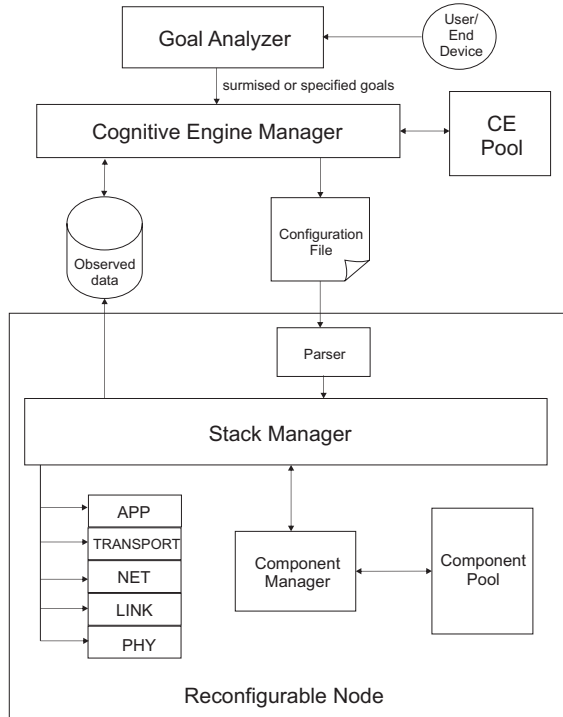 User/
End
Device
Goal Analyzer
surmised or specified goals
Cognitive Engine Manager
CE
Pool
Configuration
File
Observed
data
Parser
Stack Manager
APP
TRANSPORT
NET
LINK
PHY
Component
Manager
Component
Pool
Reconfigurable Node